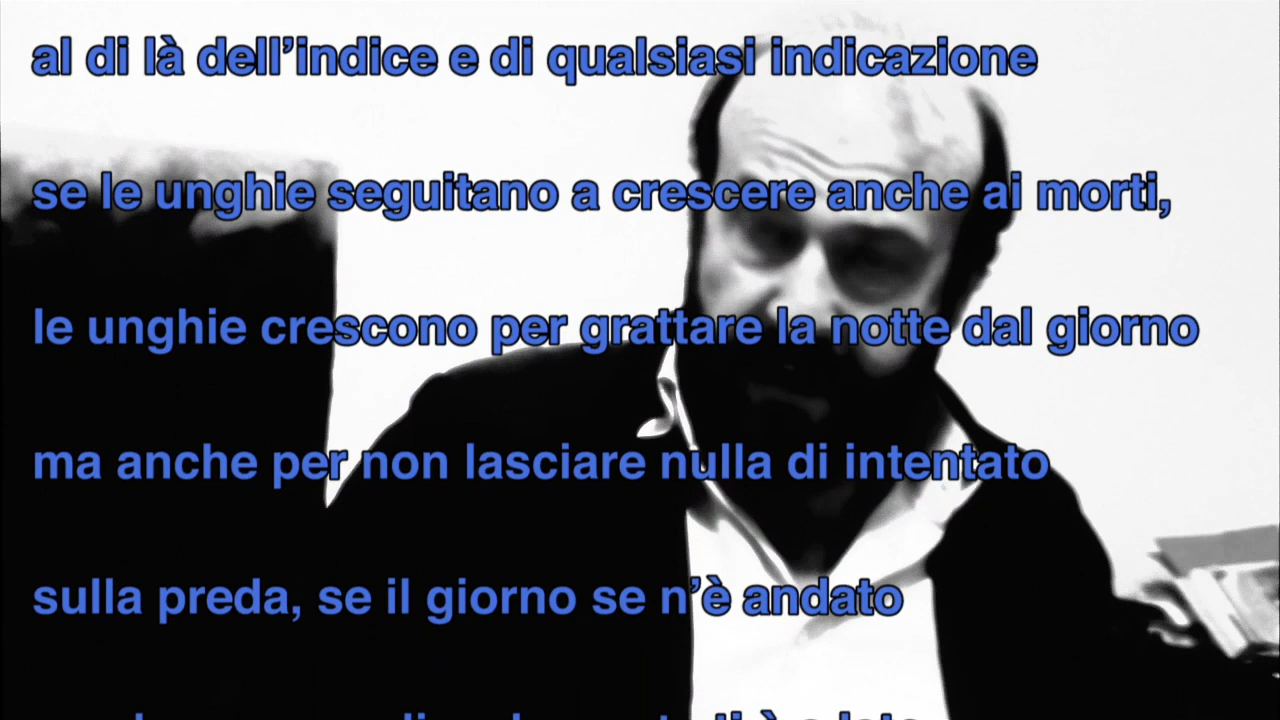 al di là dell’indice e di qualsiasi indicazione
se le unghie seguitano a crescere anche ai morti,
le unghie crescono per grattare la notte dal giorno
ma anche per non lasciare nulla di intentato
sulla preda, se il giorno se n’è andato